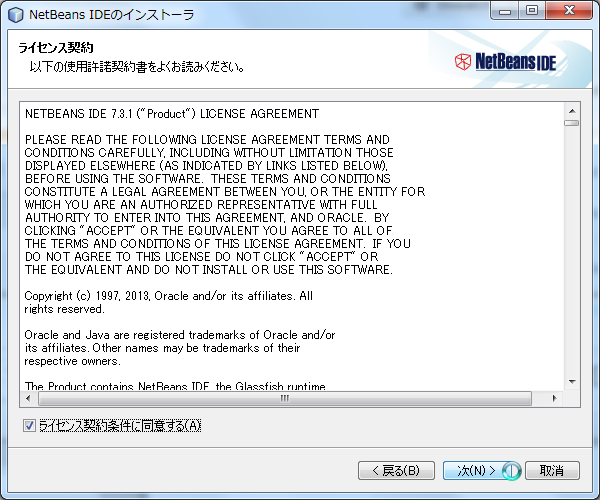 NetBeans IDEのインストーラ
ライセンス契約
以下の使用許諾契約書をよくお読みください。
NetBeans IDE
NETBEANS IDE 7.3.1 ("Product") LICENSE AGREEMENT
PLEASE READ THE FOLLOWING LICENSE AGREEMENT TERMS AND
CONDITIONS CAREFULLY, INCLUDING WITHOUT LIMITATION THOSE
DISPLAYED ELSEWHERE (AS INDICATED BY LINKS LISTED BELOW),
BEFORE USING THE SOFTWARE. THESE TERMS AND CONDITIONS
CONSTITUTE A LEGAL AGREEMENT BETWEEN YOU, OR THE ENTITY FOR
WHICH YOU ARE AN AUTHORIZED REPRESENTATIVE WITH FULL
AUTHORITY TO ENTER INTO THIS AGREEMENT, AND ORACLE. BY
CLICKING "ACCEPT" OR THE EQUIVALENT YOU AGREE TO ALL OF
THE TERMS AND CONDITIONS OF THIS LICENSE AGREEMENT. IF YOU
DO NOT AGREE TO THIS LICENSE DO NOT CLICK "ACCEPT" OR
THE EQUIVALENT AND DO NOT INSTALL OR USE THIS SOFTWARE.
Copyright (c) 1997, 2013, Oracle and/or its affiliates. All
rights reserved.
Oracle and Java are registered trademarks of Oracle and/or
its affiliates. Other names may be trademarks of their
respective owners.
The Product contains NetBeans IDE, the Glassfish runtime
ライセンス契約条件に同意する(A)
< 戻る(B) 次(N) > 取消